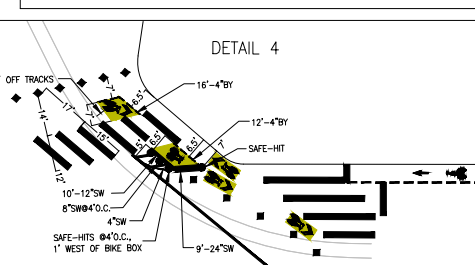 DETAIL 4
OFF TRACKS
16'-4"BY
7'
6.5'
17'
7'
14'
12'-4"BY
15'
5'
6.5'
6.5'
7'
SAFE-HIT
12'
10'-12"SW
8"SW@4'O.C.
4"SW
SAFE-HITS @4'O.C.,
1' WEST OF BIKE BOX
9'-24"SW